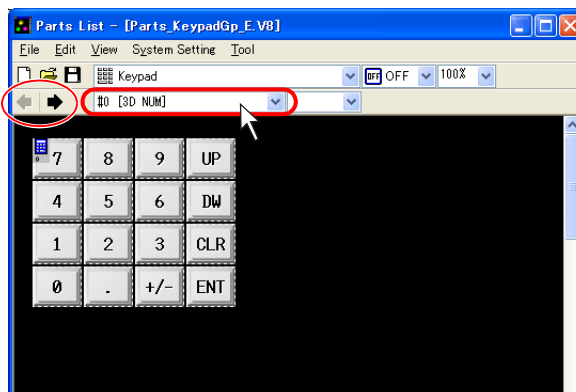 Parts List - [Parts_KeypadGp_E.V8]
File Edit View System Setting Tool
Keypad OFF OFF 100%
#0 [3D NUM]
0 7 8 9 UP
4 5 6 DW
1 2 3 CLR
0 . +/- ENT